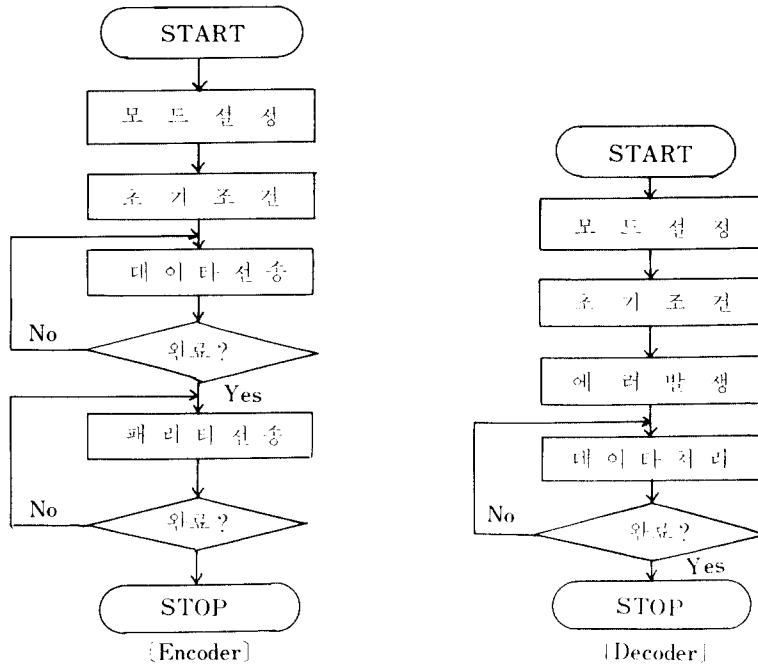 START
모드설정
초기조건
데이타전송
No
완료?
Yes
패리티전송
No
완료?
STOP
[Encoder]
START
모드설정
초기조건
에러발생
데이타처리
No
완료?
Yes
STOP
[Decoder]